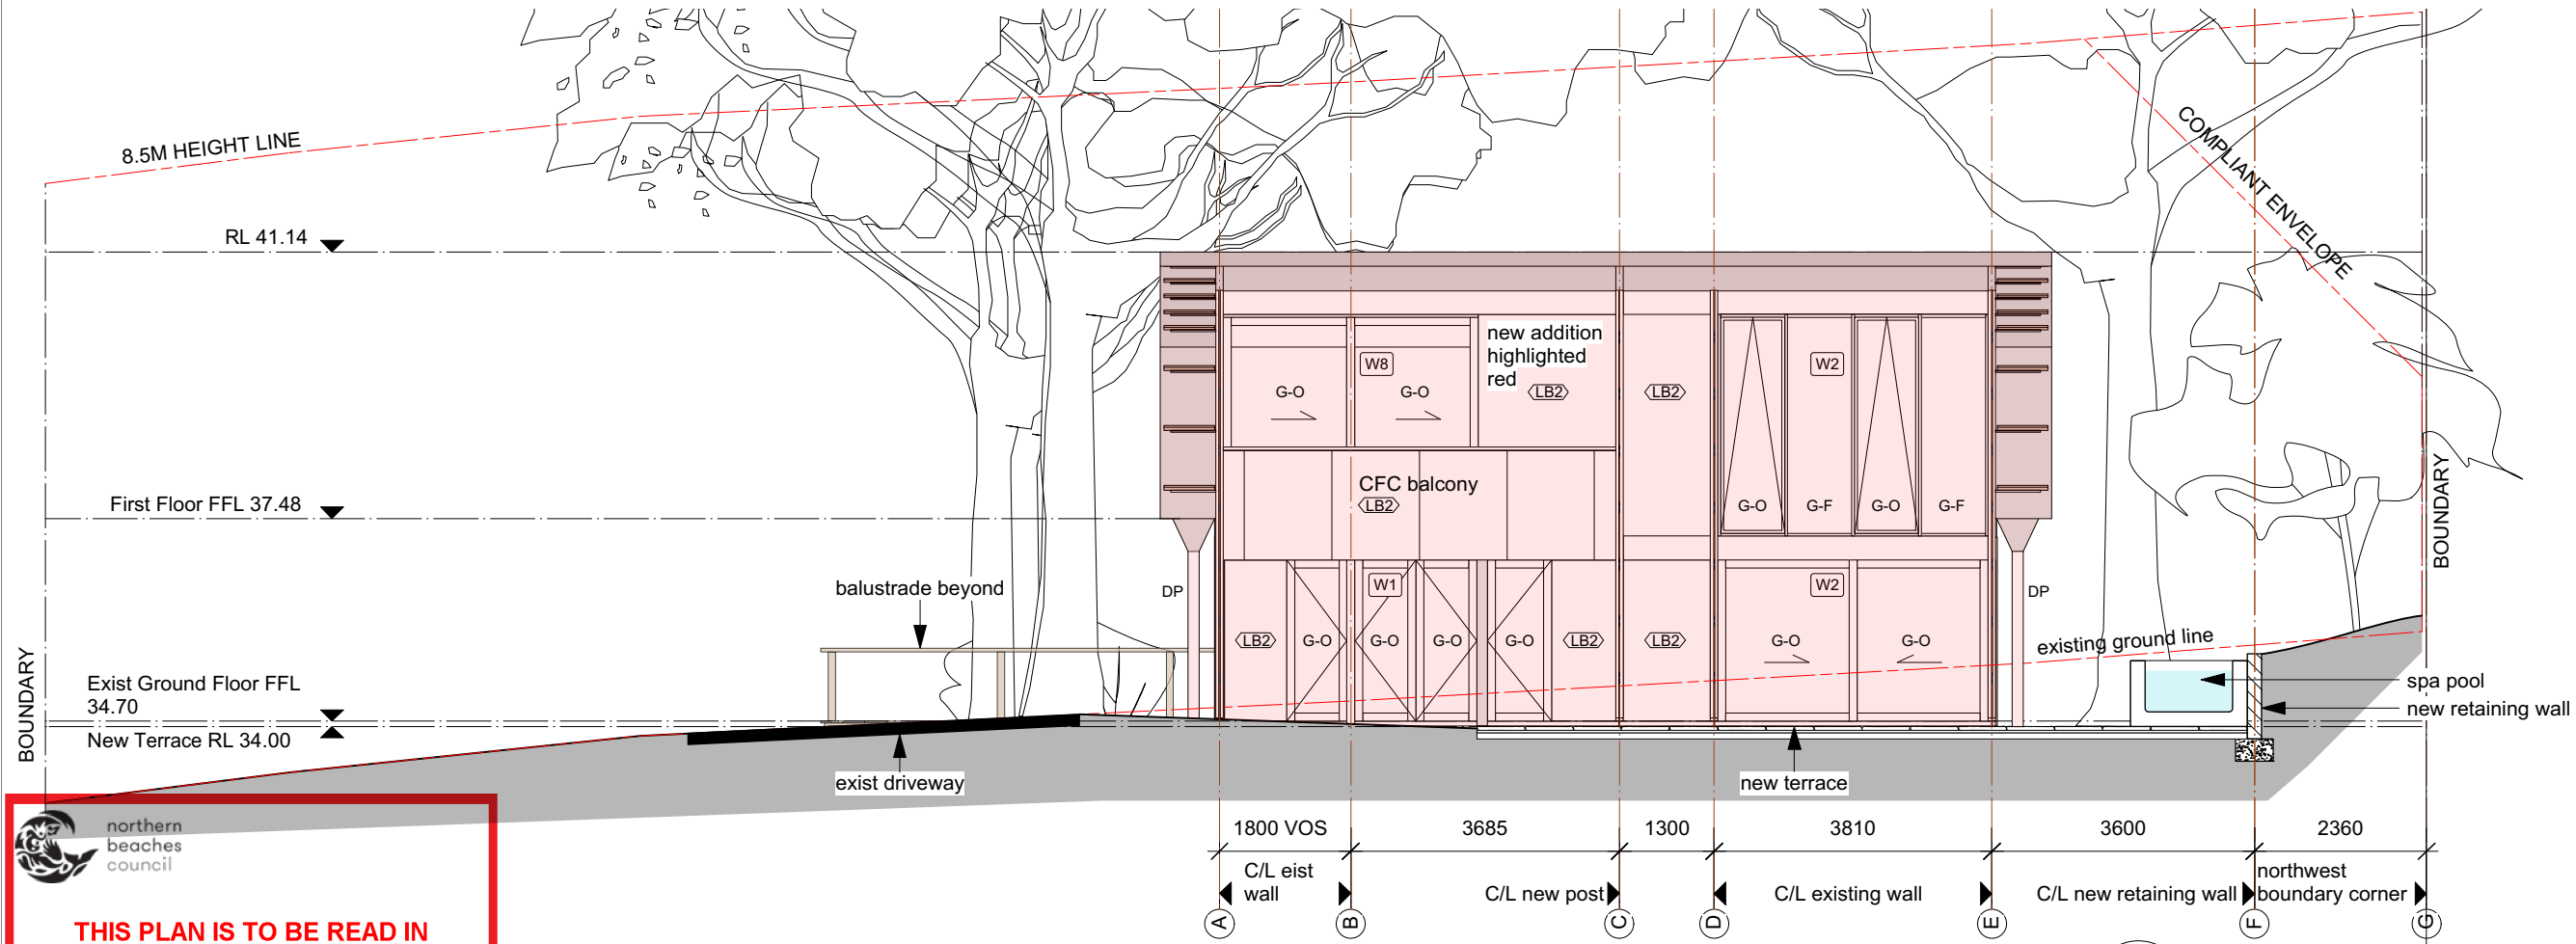 8.5M HEIGHT LINE
COMPLIANT ENVELOPE
RL 41.14
new addition
highlighted
red
W8
W2
G-O
G-O
LB2
LB2
First Floor FFL 37.48
CFC balcony
LB2
G-O
G-F
G-O
G-F
BOUNDARY
balustrade beyond
DP
W1
W2
DP
LB2
G-O
G-O
G-O
G-O
LB2
LB2
G-O
G-O
existing ground line
BOUNDARY
Exist Ground Floor FFL
34.70
New Terrace RL 34.00
spa pool
new retaining wall
exist driveway
new terrace
northern
beaches
council
1800 VOS
3685
1300
3810
3600
2360
C/L eist
wall
C/L new post
C/L existing wall
C/L new retaining wall
northwest
boundary corner
A
B
C
D
E
F
G
THIS PLAN IS TO BE READ IN